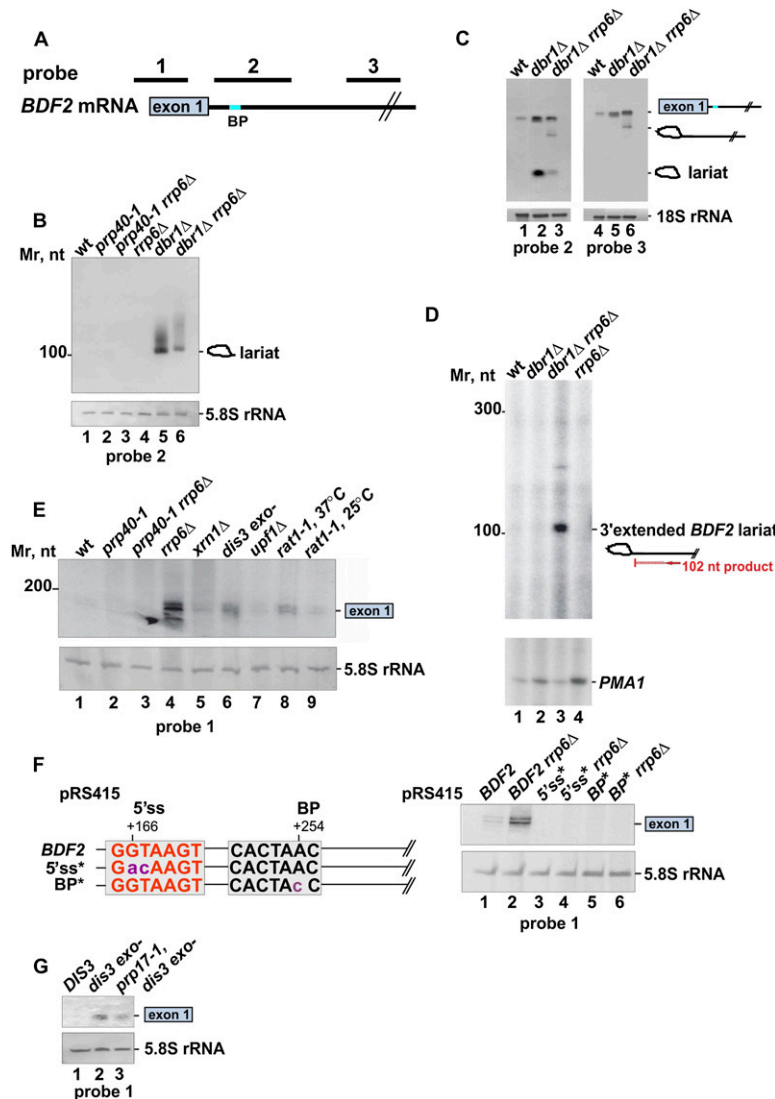 A
probe
1
2
3
BDF2 mRNA
exon 1
BP
B
wt
prp40-1
prp40-1 rrp6Δ
rrp6Δ
dbr1Δ
dbr1Δ rrp6Δ
Mr, nt
100
lariat
5.8S rRNA
1 2 3 4 5 6
probe 2
C
wt
dbr1Δ
dbr1Δ rrp6Δ
wt
dbr1Δ
dbr1Δ rrp6Δ
exon 1
lariat
18S rRNA
1 2 3 4 5 6
probe 2 probe 3
D
wt
dbr1Δ
dbr1Δ rrp6Δ
rrp6Δ
Mr, nt
300
100
3'extended BDF2 lariat
102 nt product
PMA1
1 2 3 4
E
wt
prp40-1
prp40-1 rrp6Δ
rrp6Δ
xrn1Δ
dis3 exo-
upf1Δ
rat1-1, 37°C
rat1-1, 25°C
Mr, nt
200
exon 1
5.8S rRNA
1 2 3 4 5 6 7 8 9
probe 1
F
pRS415
5'ss
BP
+166
+254
BDF2 GGTAAGT CACTAAC
5'ss* GacAAGT CACTAAC
BP* GGTAAGT CACTAcC
pRS415
BDF2
BDF2 rrp6Δ
5'ss*
5'ss* rrp6Δ
BP*
BP* rrp6Δ
exon 1
5.8S rRNA
1 2 3 4 5 6
probe 1
G
DIS3
dis3 exo-
prp17-1,
dis3 exo-
exon 1
5.8S rRNA
1 2 3
probe 1